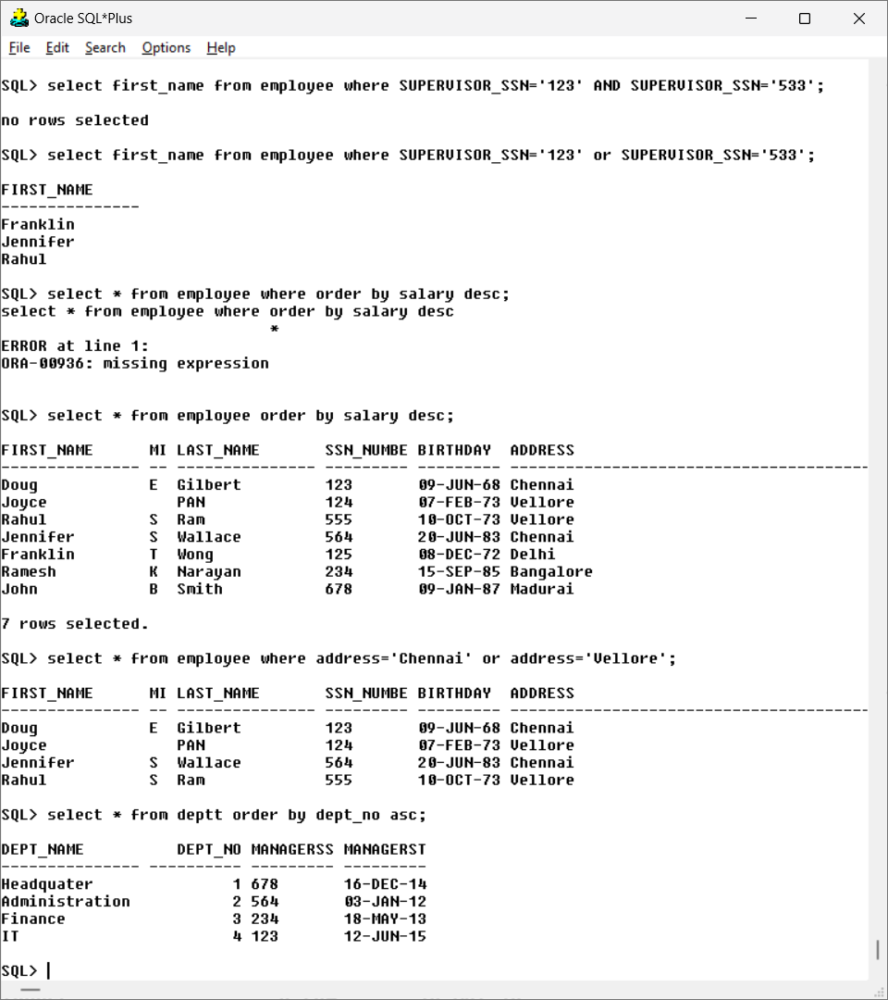 Oracle SQL*Plus
File Edit Search Options Help
SQL> select first_name from employee where SUPERVISOR_SSN='123' AND SUPERVISOR_SSN='533';
no rows selected
SQL> select first_name from employee where SUPERVISOR_SSN='123' or SUPERVISOR_SSN='533';
FIRST_NAME
---------------
Franklin
Jennifer
Rahul
SQL> select * from employee where order by salary desc;
select * from employee where order by salary desc
                             *
ERROR at line 1:
ORA-00936: missing expression
SQL> select * from employee order by salary desc;
FIRST_NAME      MI LAST_NAME       SSN_NUMBE BIRTHDAY  ADDRESS
--------------- -- --------------- --------- --------- ---------------------------------------
Doug            E  Gilbert         123       09-JUN-68 Chennai
Joyce              PAN             124       07-FEB-73 Vellore
Rahul           S  Ram             555       10-OCT-73 Vellore
Jennifer        S  Wallace         564       20-JUN-83 Chennai
Franklin        T  Wong            125       08-DEC-72 Delhi
Ramesh          K  Narayan         234       15-SEP-85 Bangalore
John            B  Smith           678       09-JAN-87 Madurai
7 rows selected.
SQL> select * from employee where address='Chennai' or address='Vellore';
FIRST_NAME      MI LAST_NAME       SSN_NUMBE BIRTHDAY  ADDRESS
--------------- -- --------------- --------- --------- ---------------------------------------
Doug            E  Gilbert         123       09-JUN-68 Chennai
Joyce              PAN             124       07-FEB-73 Vellore
Jennifer        S  Wallace         564       20-JUN-83 Chennai
Rahul           S  Ram             555       10-OCT-73 Vellore
SQL> select * from deptt order by dept_no asc;
DEPT_NAME          DEPT_NO MANAGERSS MANAGERST
--------------- ---------- --------- ---------
Headquater               1 678       16-DEC-14
Administration           2 564       03-JAN-12
Finance                  3 234       18-MAY-13
IT                       4 123       12-JUN-15
SQL>